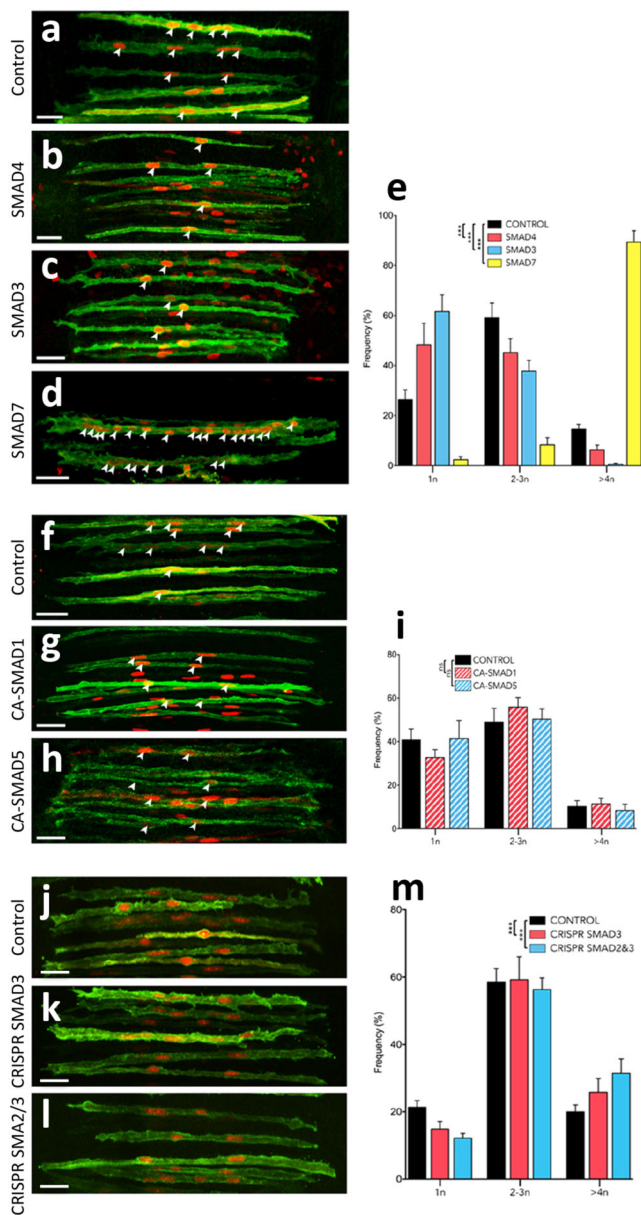 a
Control
b
SMAD4
c
SMAD3
d
SMAD7
e
***
***
***
CONTROL
SMAD4
SMAD3
SMAD7
Frequency (%)
100
80
60
40
20
0
1n
2-3n
>4n
f
Control
g
CA-SMAD1
h
CA-SMAD5
i
ns
ns
CONTROL
CA-SMAD1
CA-SMAD5
Frequency (%)
80
60
40
20
0
1n
2-3n
>4n
j
Control
k
CRISPR SMAD3
l
CRISPR SMA2/3
m
***
***
CONTROL
CRISPR SMAD3
CRISPR SMAD2&3
Frequency (%)
80
60
40
20
0
1n
2-3n
>4n